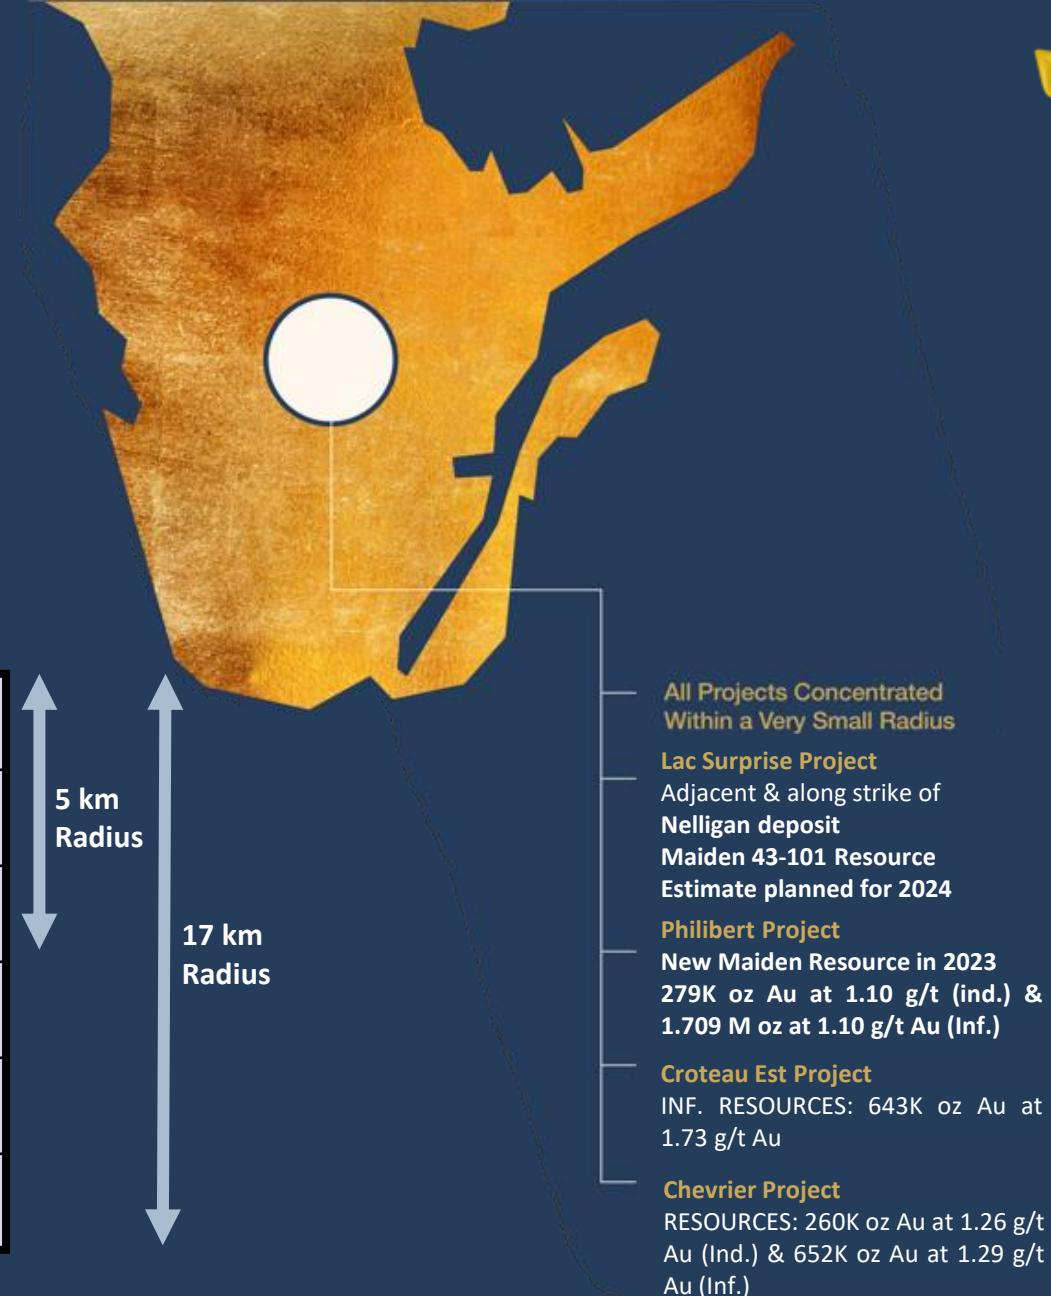 5 km
Radius
17 km
Radius
All Projects Concentrated
Within a Very Small Radius
Lac Surprise Project
Adjacent & along strike of
Nelligan deposit
Maiden 43-101 Resource
Estimate planned for 2024
Philibert Project
New Maiden Resource in 2023
279K oz Au at 1.10 g/t (ind.) &
1.709 M oz at 1.10 g/t Au (Inf.)
Croteau Est Project
INF. RESOURCES: 643K oz Au at
1.73 g/t Au
Chevrier Project
RESOURCES: 260K oz Au at 1.26 g/t
Au (Ind.) & 652K oz Au at 1.29 g/t
Au (Inf.)